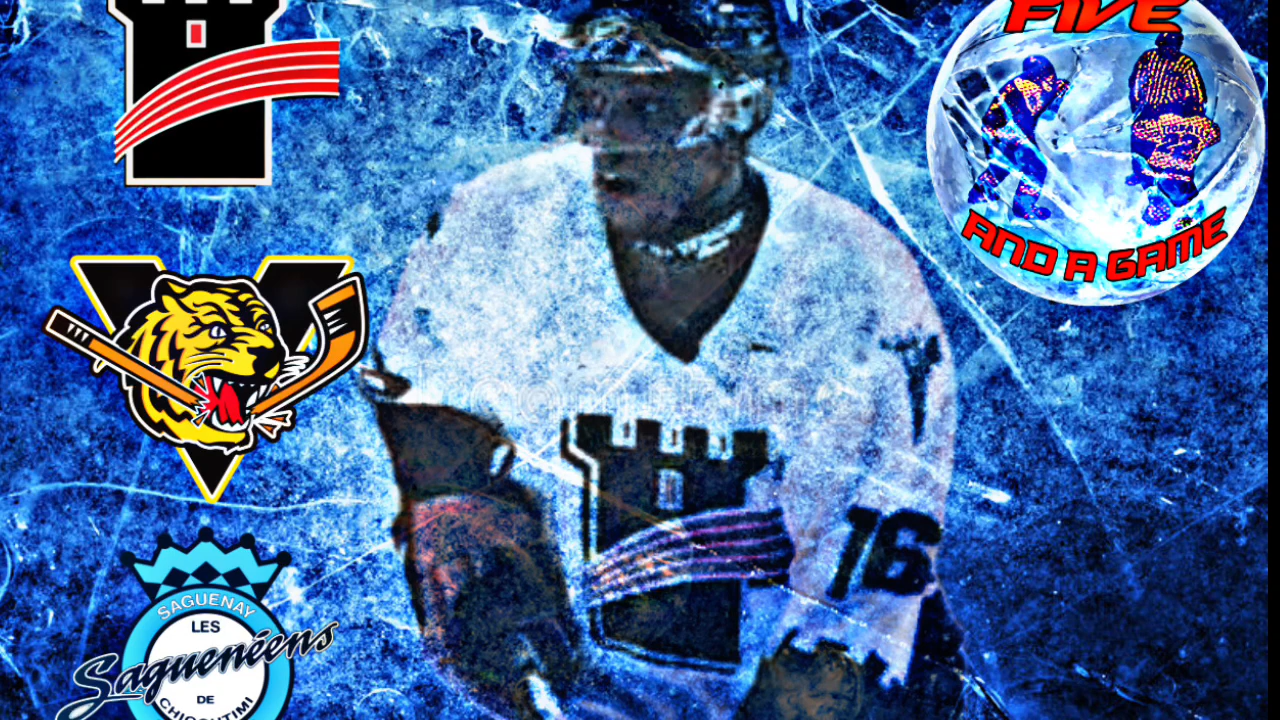 FIVE
AND A GAME
16
SAGUENAY
LES
Saguenéens
DE
CHICOUTIMI